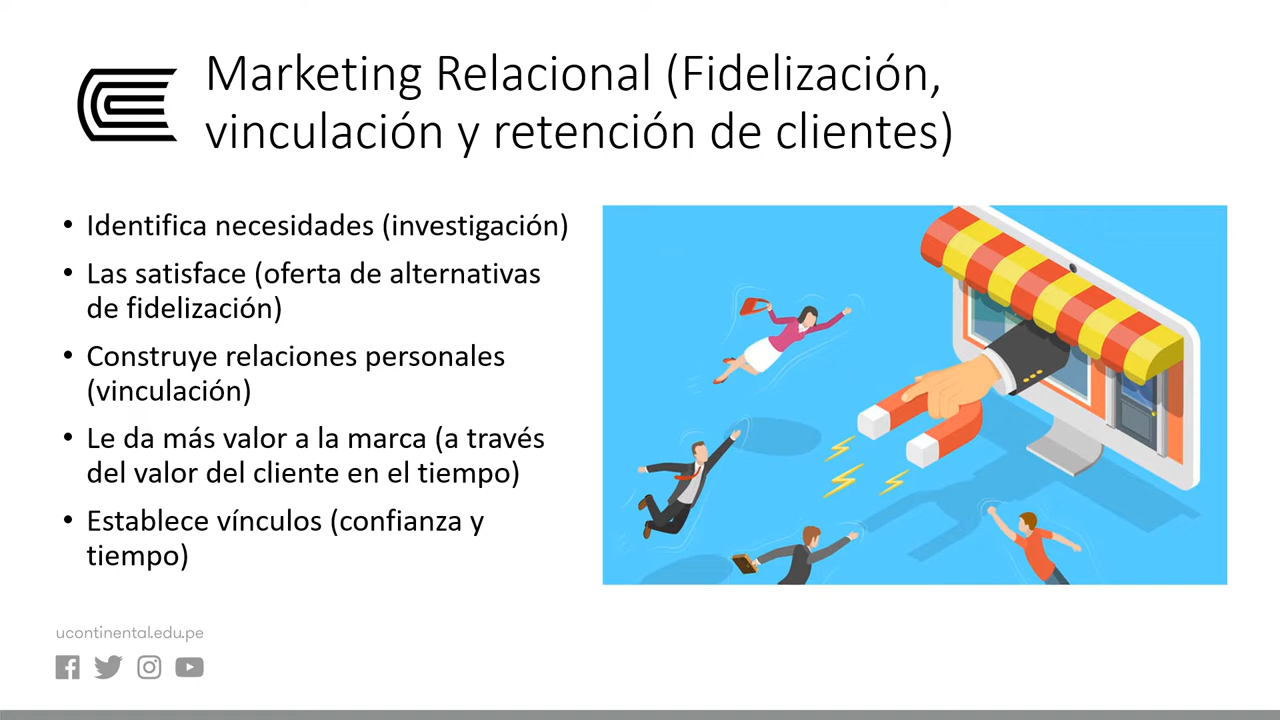 Marketing Relacional (Fidelización,
vinculación y retención de clientes)
• Identifica necesidades (investigación)
• Las satisface (oferta de alternativas
de fidelización)
• Construye relaciones personales
(vinculación)
• Le da más valor a la marca (a través
del valor del cliente en el tiempo)
• Establece vínculos (confianza y
tiempo)
ucontinental.edu.pe